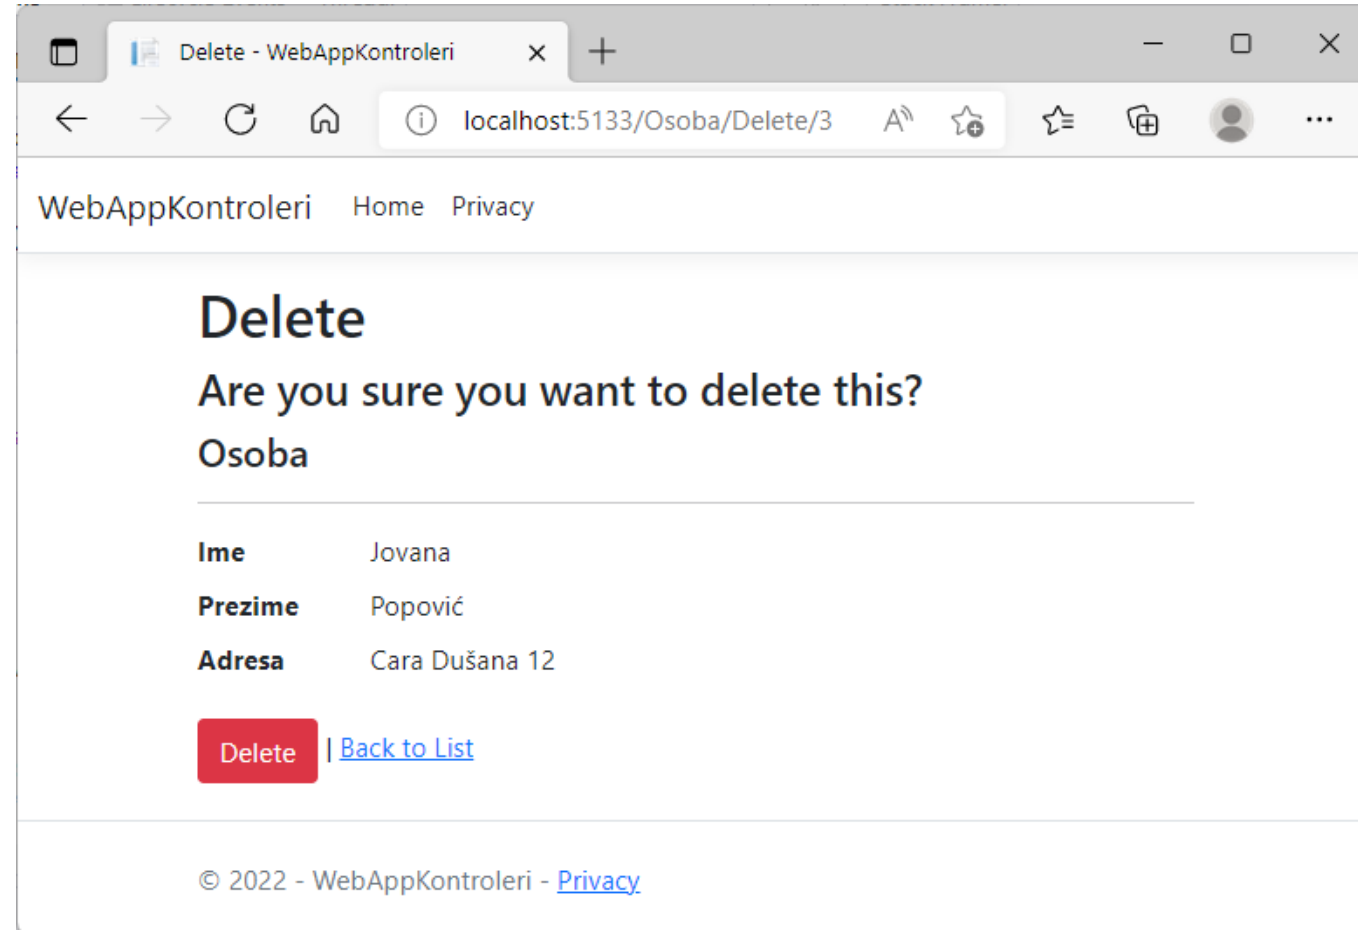 Delete - WebAppKontroleri
localhost:5133/Osoba/Delete/3
WebAppKontroleri Home Privacy
Delete
Are you sure you want to delete this?
Osoba
Ime Jovana
Prezime Popović
Adresa Cara Dušana 12
Delete | Back to List
© 2022 - WebAppKontroleri - Privacy